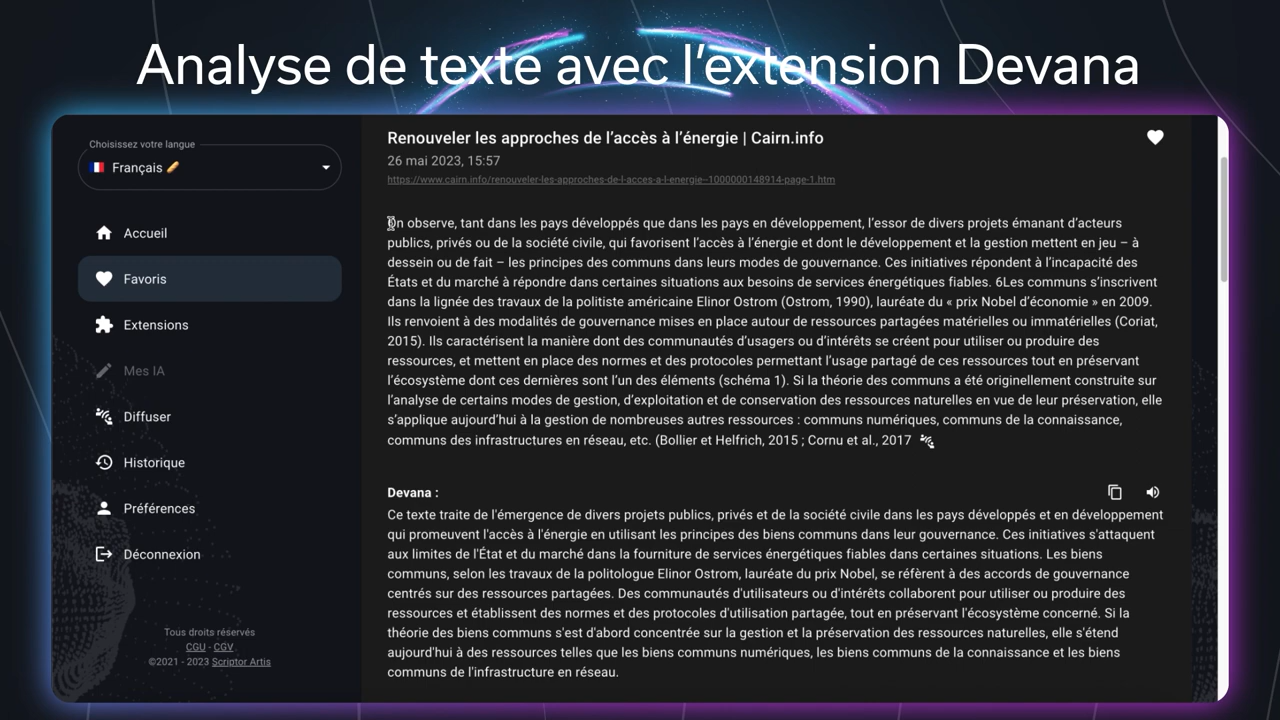 Analyse de texte avec l’extension Devana
Choisissez votre langue
Français
Accueil
Favoris
Extensions
Mes IA
Diffuser
Historique
Préférences
Déconnexion
Tous droits réservés
CGU - CGV
©2021 - 2023 Scriptor Artis
Renouveler les approches de l’accès à l’énergie | Cairn.info
26 mai 2023, 15:57
https://www.cairn.info/renouveler-les-approches-de-l-acces-a-l-energie--1000000148914-page-1.htm
On observe, tant dans les pays développés que dans les pays en développement, l’essor de divers projets émanant d’acteurs
publics, privés ou de la société civile, qui favorisent l’accès à l’énergie et dont le développement et la gestion mettent en jeu – à
dessein ou de fait – les principes des communs dans leurs modes de gouvernance. Ces initiatives répondent à l’incapacité des
États et du marché à répondre dans certaines situations aux besoins de services énergétiques fiables. 6Les communs s’inscrivent
dans la lignée des travaux de la politiste américaine Elinor Ostrom (Ostrom, 1990), lauréate du « prix Nobel d’économie » en 2009.
Ils renvoient à des modalités de gouvernance mises en place autour de ressources partagées matérielles ou immatérielles (Coriat,
2015). Ils caractérisent la manière dont des communautés d’usagers ou d’intérêts se créent pour utiliser ou produire des
ressources, et mettent en place des normes et des protocoles permettant l’usage partagé de ces ressources tout en préservant
l’écosystème dont ces dernières sont l’un des éléments (schéma 1). Si la théorie des communs a été originellement construite sur
l’analyse de certains modes de gestion, d’exploitation et de conservation des ressources naturelles en vue de leur préservation, elle
s’applique aujourd’hui à la gestion de nombreuses autres ressources : communs numériques, communs de la connaissance,
communs des infrastructures en réseau, etc. (Bollier et Helfrich, 2015 ; Cornu et al., 2017
Devana :
Ce texte traite de l'émergence de divers projets publics, privés et de la société civile dans les pays développés et en développement
qui promeuvent l'accès à l'énergie en utilisant les principes des biens communs dans leur gouvernance. Ces initiatives s'attaquent
aux limites de l'État et du marché dans la fourniture de services énergétiques fiables dans certaines situations. Les biens
communs, selon les travaux de la politologue Elinor Ostrom, lauréate du prix Nobel, se réfèrent à des accords de gouvernance
centrés sur des ressources partagées. Des communautés d'utilisateurs ou d'intérêts collaborent pour utiliser ou produire des
ressources et établissent des normes et des protocoles d'utilisation partagée, tout en préservant l'écosystème concerné. Si la
théorie des biens communs s'est d'abord concentrée sur la gestion et la préservation des ressources naturelles, elle s'étend
aujourd'hui à des ressources telles que les biens communs numériques, les biens communs de la connaissance et les biens
communs de l'infrastructure en réseau.